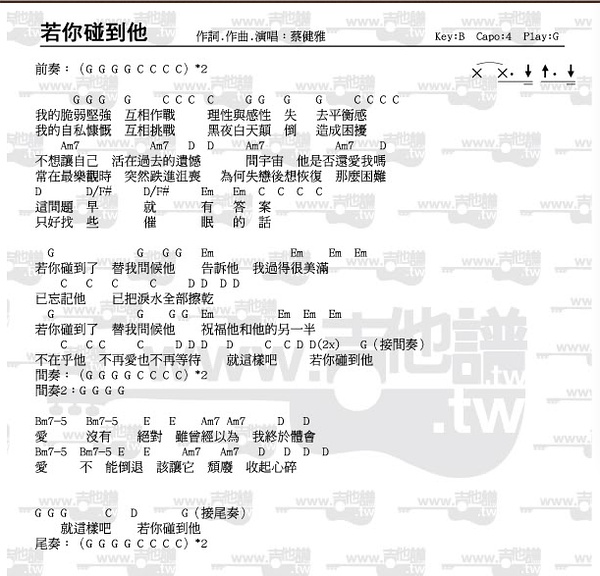 若你碰到他 作詞.作曲.演唱：蔡健雅 Key:B Capo:4 Play:G
前奏：（G G G G C C C C）*2
G G G G C C C C G G G G C C C C
我的脆弱堅強 互相作戰 理性與感性 失 去平衡感
我的自私慷慨 互相挑戰 黑夜白天顛 倒 造成困擾
Am7 Am7 D D Am7 Am7 D
不想讓自己 活在過去的遺憾 問宇宙 他是否還愛我嗎
常在最樂觀時 突然跌進沮喪 為何失戀後想恢復 那麼困難
D D/F# D/F# Em Em C C C C
這問題 早 就 有 答 案
只好找 些 催 眠 的 話
G G G G Em Em Em Em
若你碰到了 替我問候他 告訴他 我過得很美滿
C C C C D D D D
已忘記他 已把淚水全部擦乾
G G G G Em Em Em Em
若你碰到了 替我問候他 祝福他和他的另一半
C C C C D D D D C C D D(2x) G（接間奏）
不在乎他 不再愛也不再等待 就這樣吧 若你碰到他
間奏：（G G G G C C C C）*2
間奏2：G G G G
Bm7-5 Bm7-5 E E Am7 Am7 D D
愛 沒有 絕對 雖曾經以為 我終於體會
Bm7-5 Bm7-5 E E Am7 Am7 D D D D
愛 不 能倒退 該讓它 頹廢 收起心碎
G G G C D G（接尾奏）
就這樣吧 若你碰到他
尾奏：（G G G G C C C C）*2
www.吉他譜.tw